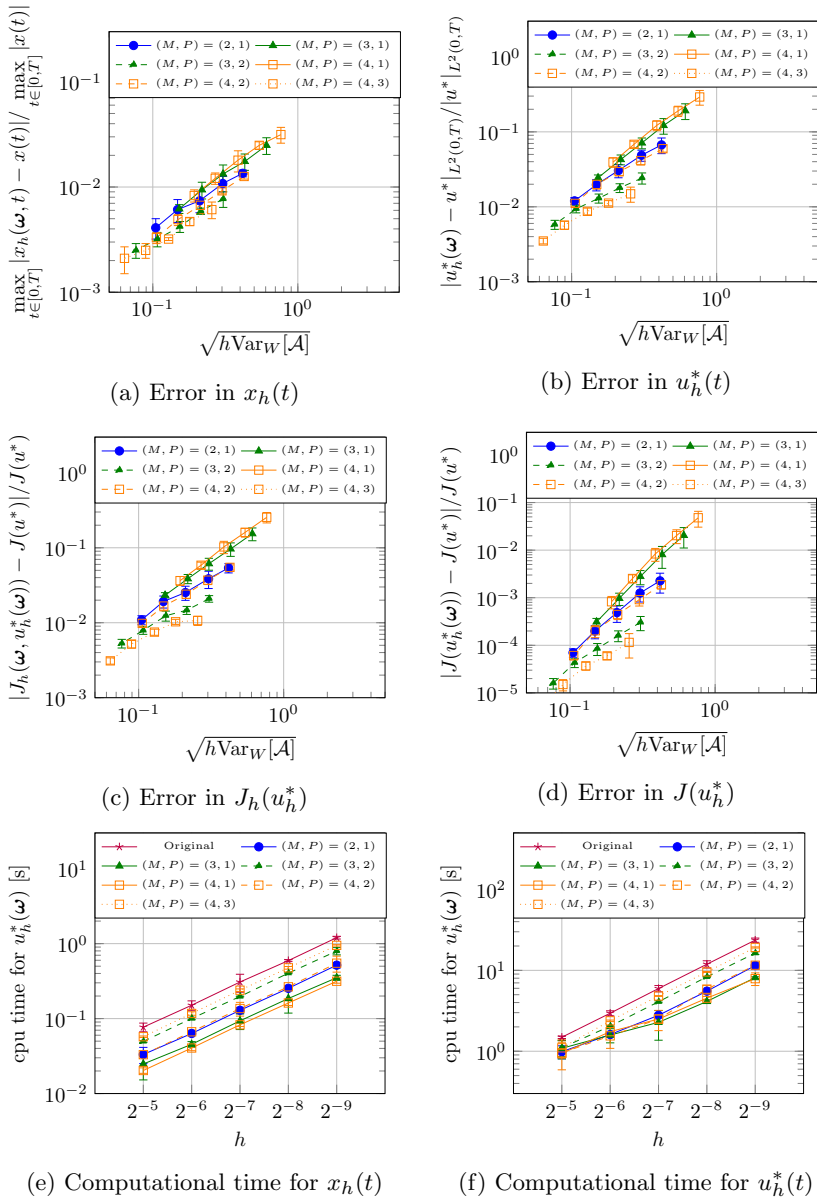 max t∈[0,T] |x_h(ω, t) − x(t)|/ max t∈[0,T] |x(t)|
(M, P) = (2, 1) (M, P) = (3, 1)
(M, P) = (3, 2) (M, P) = (4, 1)
(M, P) = (4, 2) (M, P) = (4, 3)
10^−1
10^−2
10^−3
10^−1 10^0
√hVar_W[𝒜]
(a) Error in x_h(t)
|u*_h(ω) − u*|_L²(0,T)/|u*|_L²(0,T)
(M, P) = (2, 1) (M, P) = (3, 1)
(M, P) = (3, 2) (M, P) = (4, 1)
(M, P) = (4, 2) (M, P) = (4, 3)
10^0
10^−1
10^−2
10^−3
10^−1 10^0
√hVar_W[𝒜]
(b) Error in u*_h(t)
|J_h(ω, u*_h(ω)) − J(u*)|/J(u*)
(M, P) = (2, 1) (M, P) = (3, 1)
(M, P) = (3, 2) (M, P) = (4, 1)
(M, P) = (4, 2) (M, P) = (4, 3)
10^0
10^−1
10^−2
10^−3
10^−1 10^0
√hVar_W[𝒜]
(c) Error in J_h(u*_h)
|J(u*_h(ω)) − J(u*)|/J(u*)
(M, P) = (2, 1) (M, P) = (3, 1)
(M, P) = (3, 2) (M, P) = (4, 1)
(M, P) = (4, 2) (M, P) = (4, 3)
10^0
10^−1
10^−2
10^−3
10^−4
10^−5
10^−1 10^0
√hVar_W[𝒜]
(d) Error in J(u*_h)
cpu time for u*_h(ω) [s]
Original (M, P) = (2, 1)
(M, P) = (3, 1) (M, P) = (3, 2)
(M, P) = (4, 1) (M, P) = (4, 2)
(M, P) = (4, 3)
10^1
10^0
10^−1
10^−2
2^−5 2^−6 2^−7 2^−8 2^−9
h
(e) Computational time for x_h(t)
cpu time for u*_h(ω) [s]
Original (M, P) = (2, 1)
(M, P) = (3, 1) (M, P) = (3, 2)
(M, P) = (4, 1) (M, P) = (4, 2)
(M, P) = (4, 3)
10^2
10^1
10^0
2^−5 2^−6 2^−7 2^−8 2^−9
h
(f) Computational time for u*_h(t)